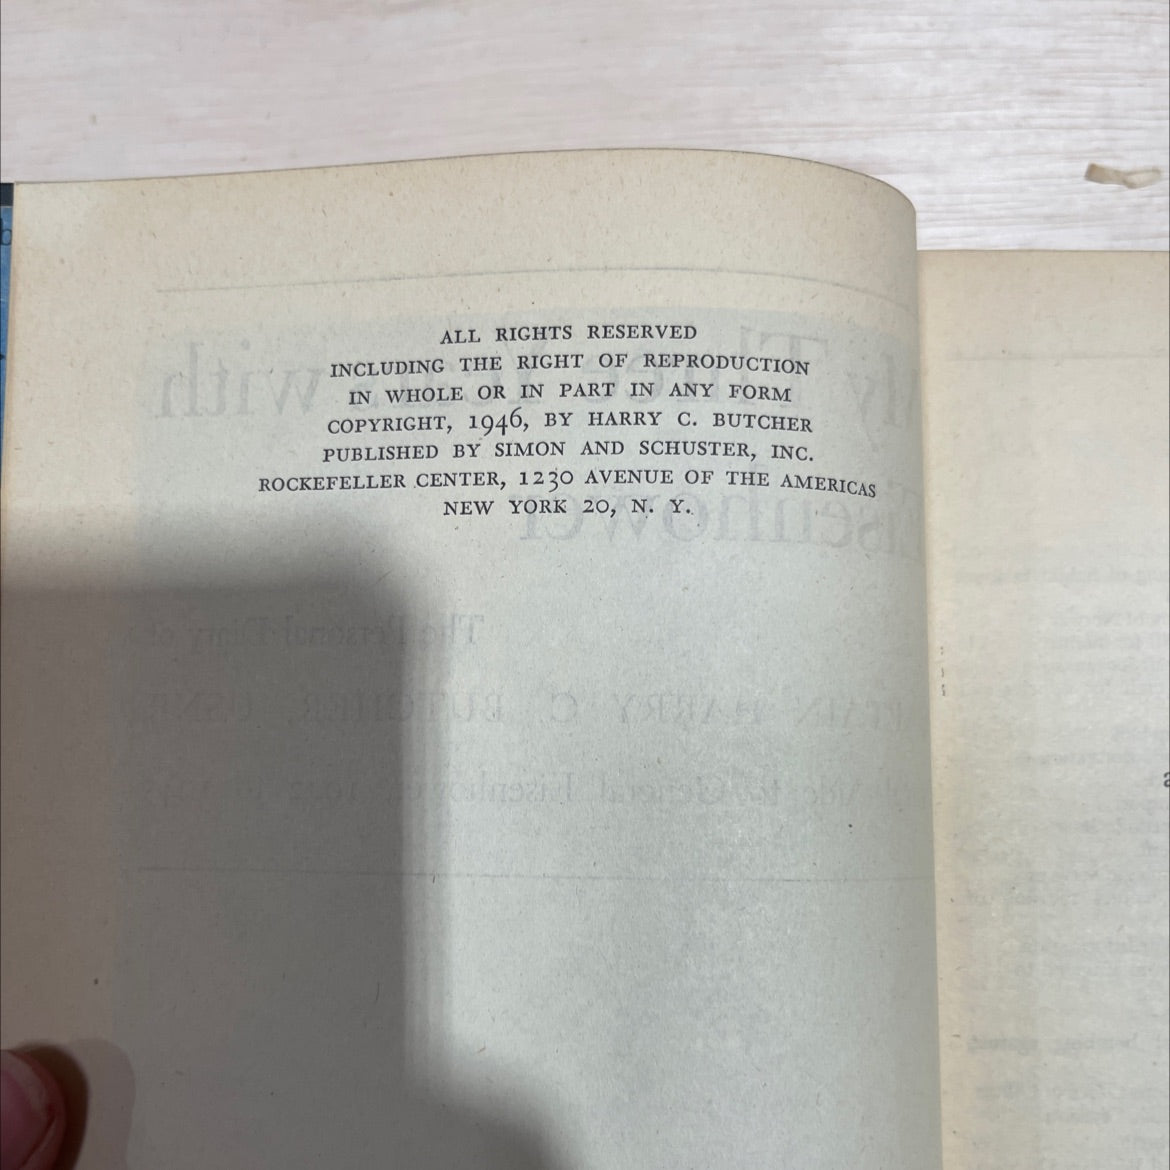 ALL RIGHTS RESERVED
INCLUDING THE RIGHT OF REPRODUCTION
IN WHOLE OR IN PART IN ANY FORM
COPYRIGHT, 1946, BY HARRY C. BUTCHER
PUBLISHED BY SIMON AND SCHUSTER, INC.
ROCKEFELLER CENTER, 1230 AVENUE OF THE AMERICAS
NEW YORK 20, N. Y.